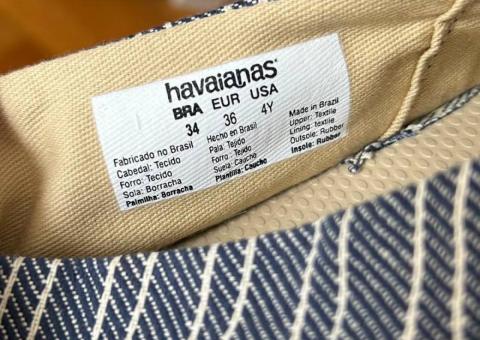 havaianas
BRA EUR USA
34 36 4Y
Fabricado no Brasil
Cabedal: Tecido
Forro: Tecido
Sola: Borracha
Palmilha: Borracha
Hecho en Brasil
Pala: Tejido
Forro: Tejido
Suela: Caucho
Plantilla: Caucho
Made in Brazil
Upper: Textile
Lining: textile
Outsole: Rubber
Insole: Rubber